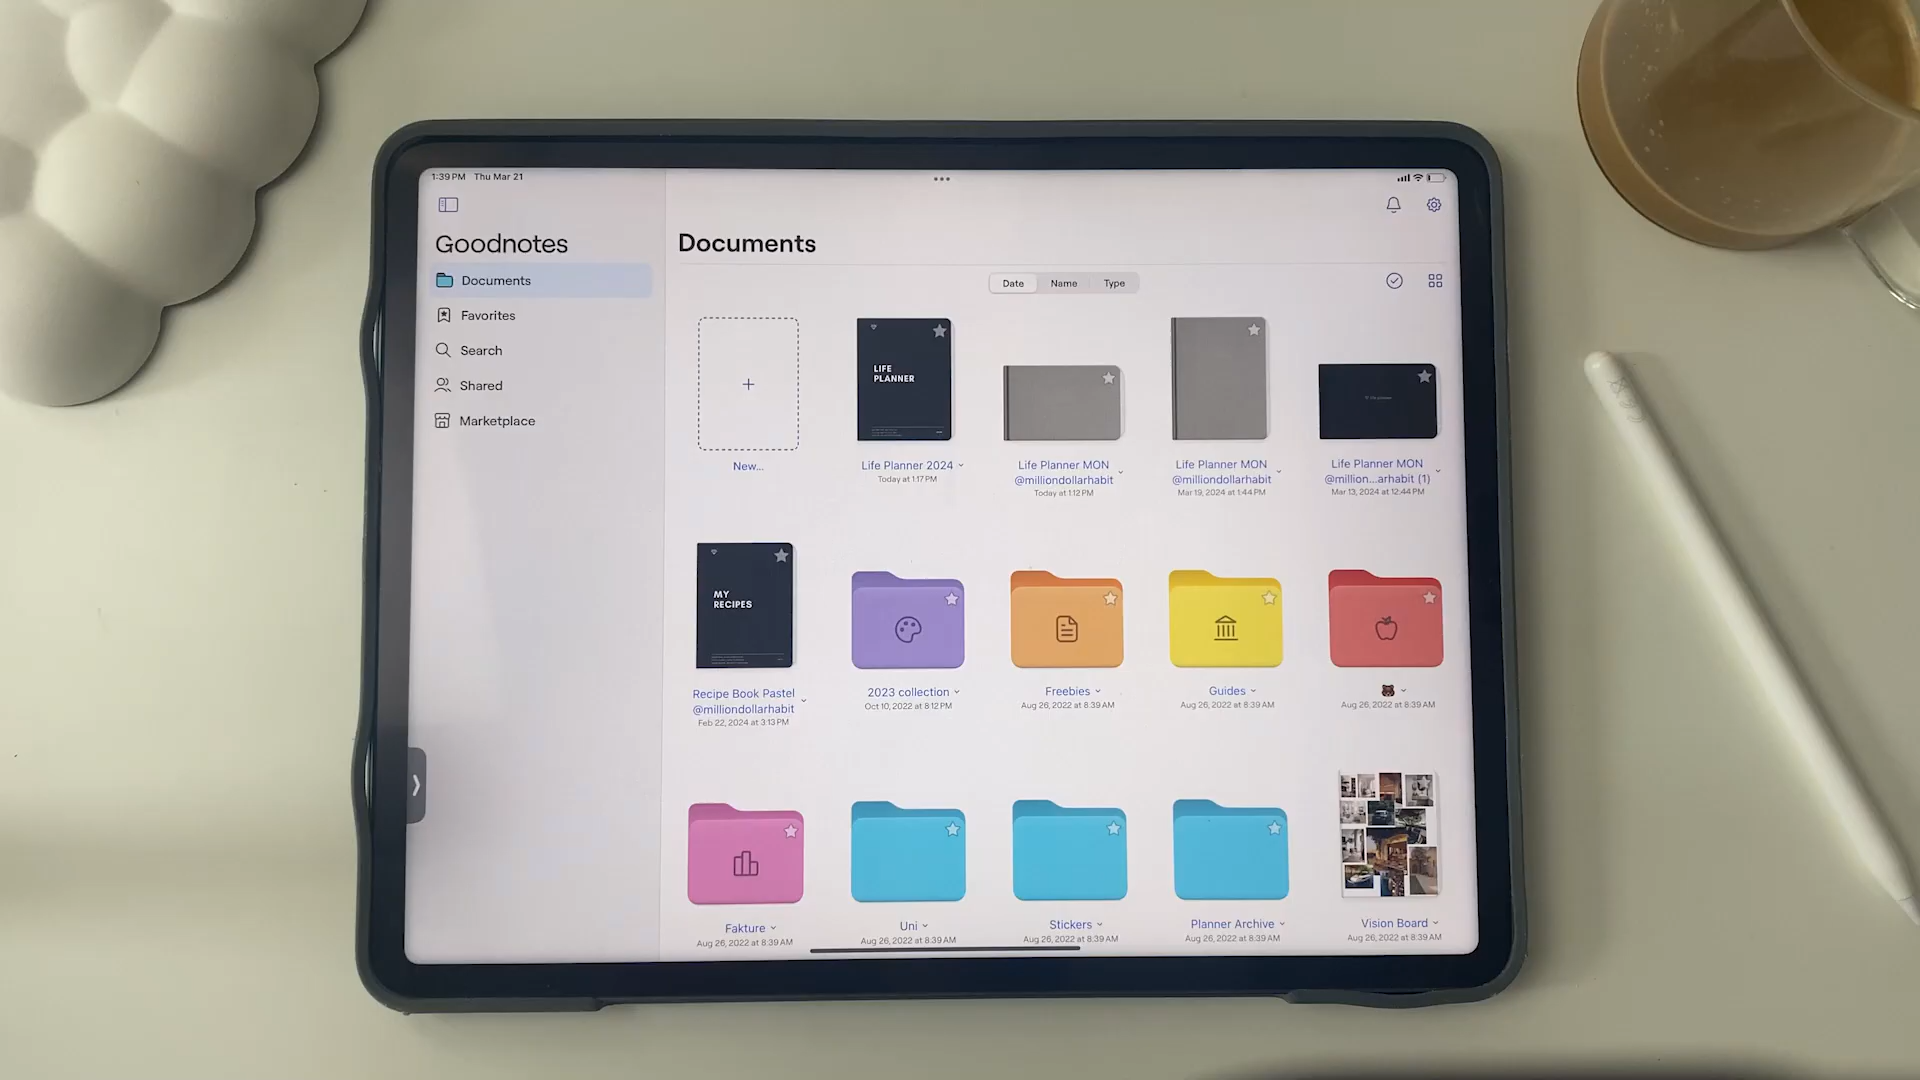 1:39 PM Thu Mar 21
Goodnotes
Documents
Favorites
Search
Shared
Marketplace
Documents
Date Name Type
New...
LIFE
PLANNER
Life Planner 2024
Today at 1:17 PM
Life Planner MON
@milliondollarhabit
Today at 1:12 PM
Life Planner MON
@milliondollarhabit
Mar 19, 2024 at 1:44 PM
Life Planner MON
@million...arhabit (1)
Mar 13, 2024 at 12:44 PM
MY
RECIPES
Recipe Book Pastel
@milliondollarhabit
Feb 22, 2024 at 3:13 PM
2023 collection
Oct 10, 2022 at 8:12 PM
Freebies
Aug 26, 2022 at 8:39 AM
Guides
Aug 26, 2022 at 8:39 AM
🐻
Aug 26, 2022 at 8:39 AM
Fakture
Aug 26, 2022 at 8:39 AM
Uni
Aug 26, 2022 at 8:39 AM
Stickers
Aug 26, 2022 at 8:39 AM
Planner Archive
Aug 26, 2022 at 8:39 AM
Vision Board
Aug 26, 2022 at 8:39 AM